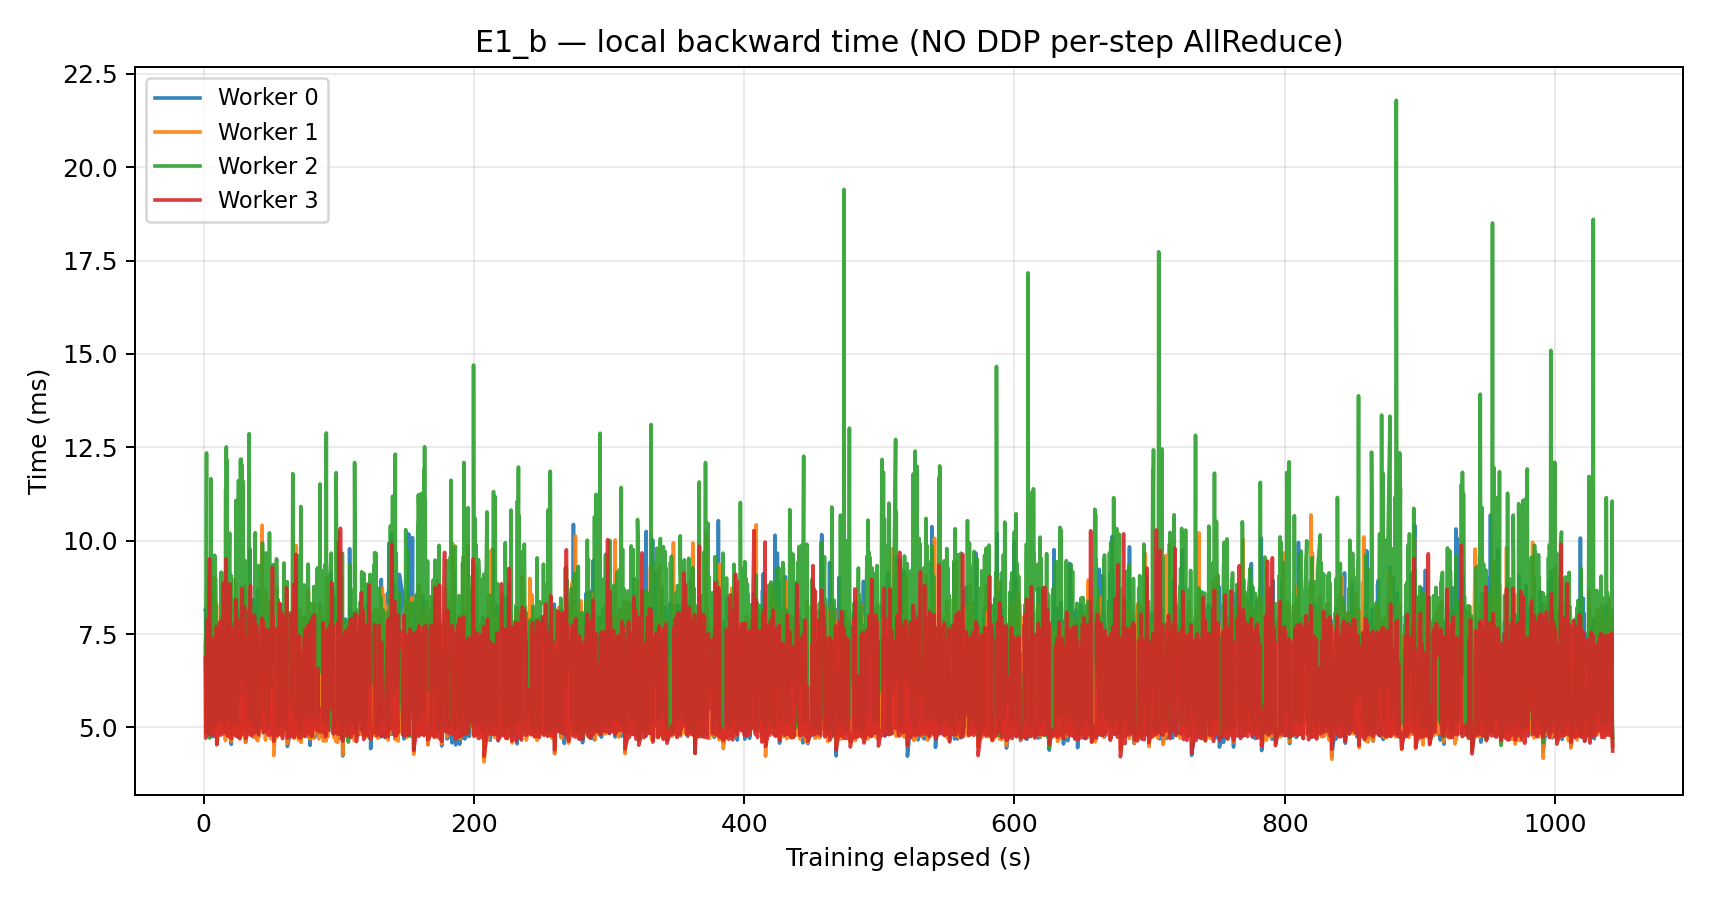 E1_b — local backward time (NO DDP per-step AllReduce)
22.5
20.0
17.5
15.0
12.5
10.0
7.5
5.0
Time (ms)
Worker 0
Worker 1
Worker 2
Worker 3
0
200
400
600
800
1000
Training elapsed (s)